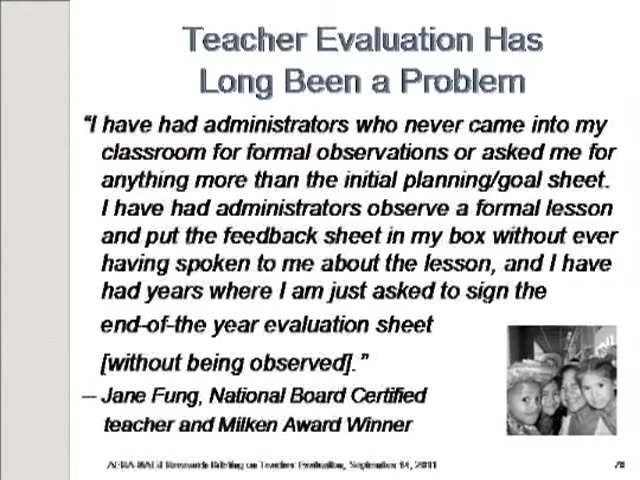 Teacher Evaluation Has
Long Been a Problem
“I have had administrators who never came into my
classroom for formal observations or asked me for
anything more than the initial planning/goal sheet.
I have had administrators observe a formal lesson
and put the feedback sheet in my box without ever
having spoken to me about the lesson, and I have
had years where I am just asked to sign the
end-of-the year evaluation sheet
[without being observed].”
– Jane Fung, National Board Certified
teacher and Milken Award Winner
Research Briefing on Teacher Evaluation, September 14, 2011